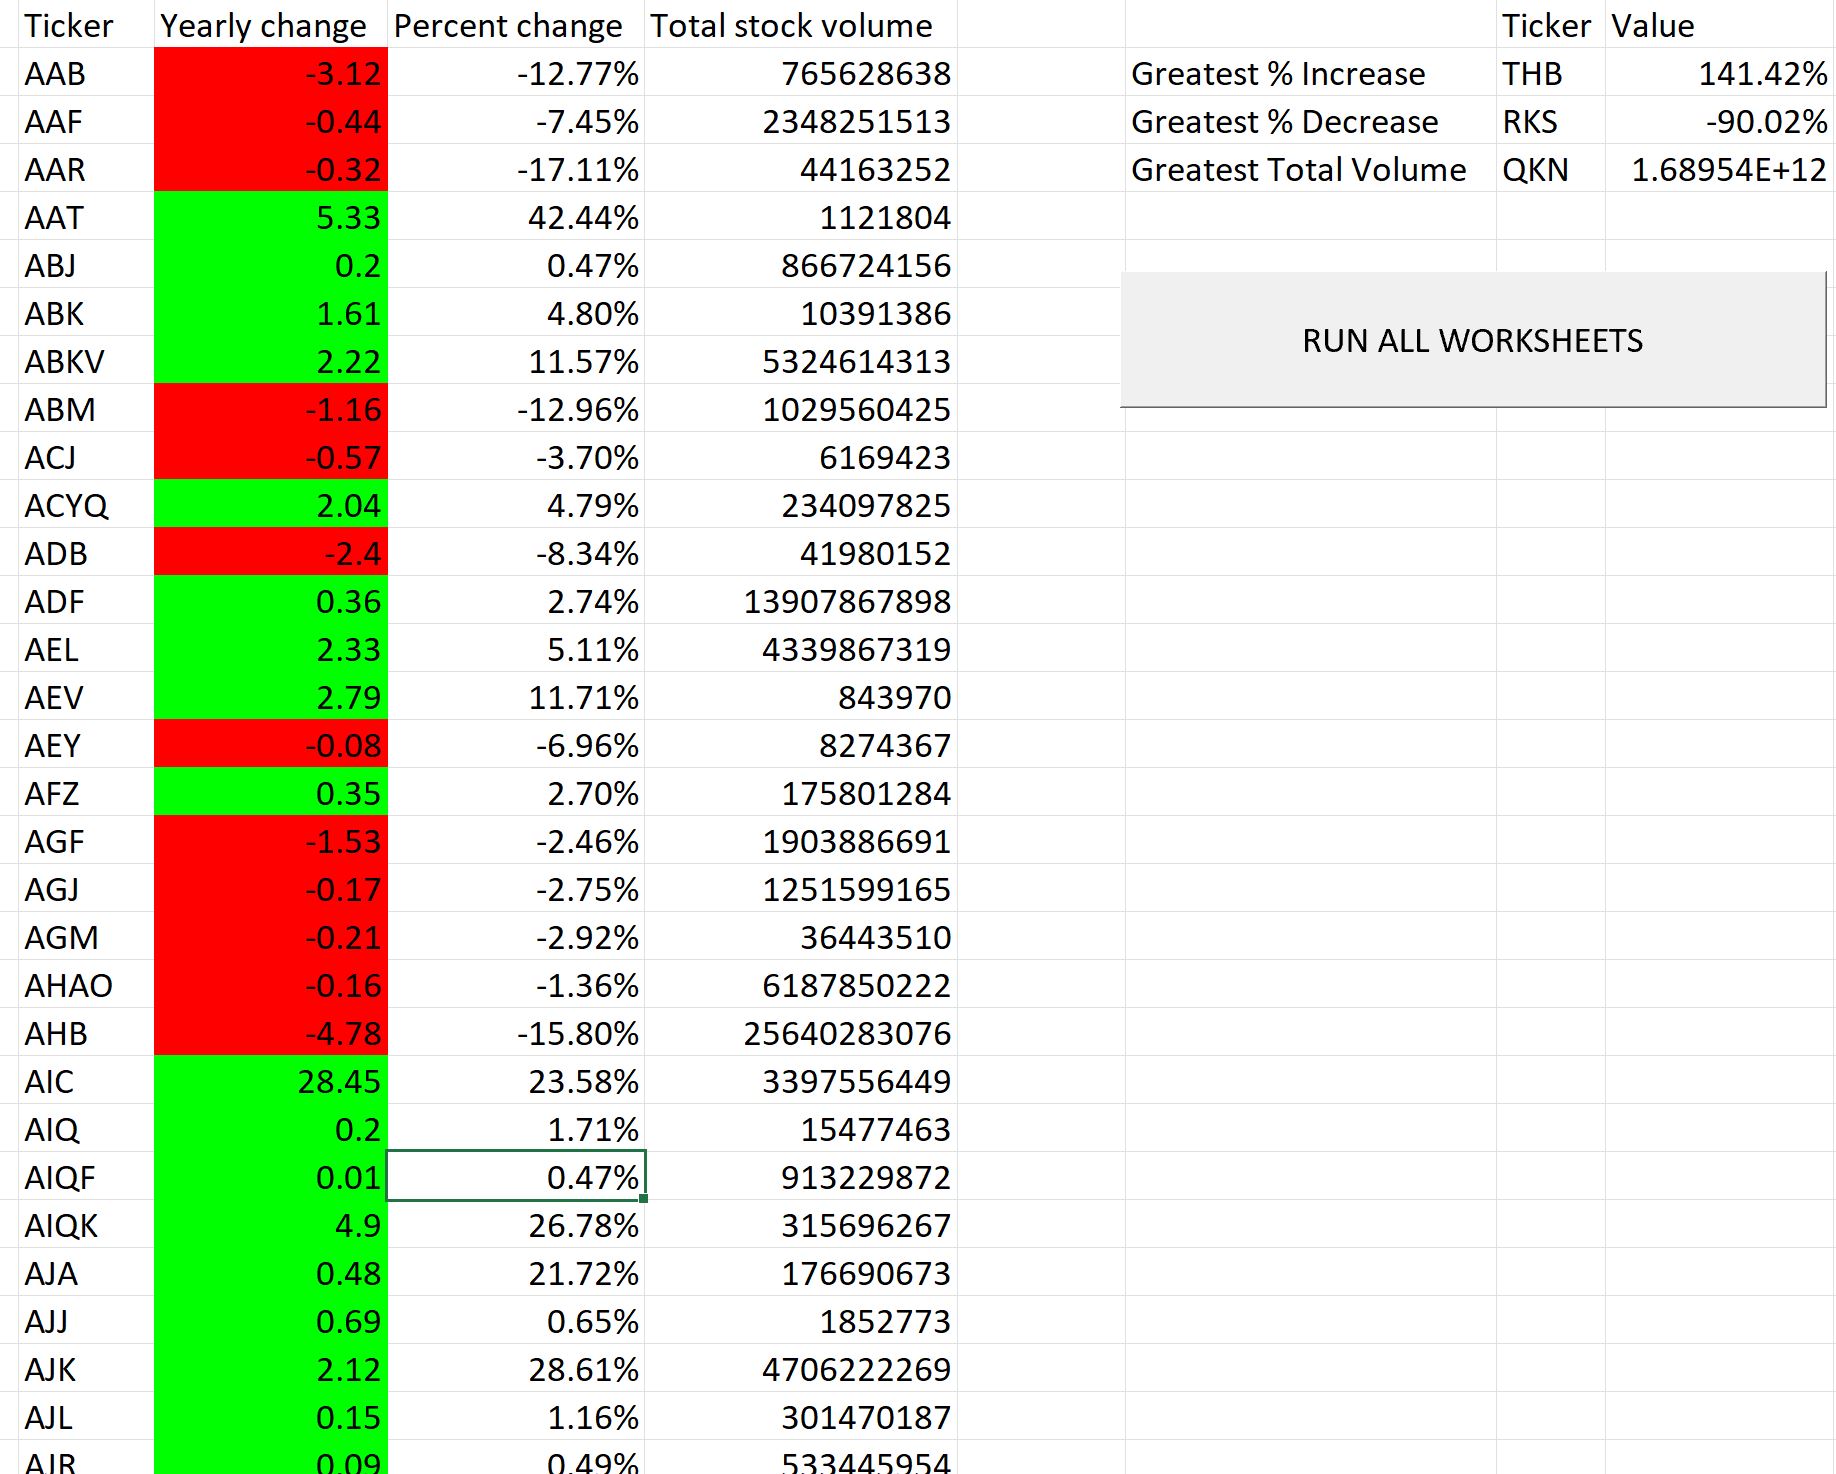 Ticker Yearly change Percent change Total stock volume Ticker Value
AAB -3.12 -12.77% 765628638 Greatest % Increase THB 141.42%
AAF -0.44 -7.45% 2348251513 Greatest % Decrease RKS -90.02%
AAR -0.32 -17.11% 44163252 Greatest Total Volume QKN 1.68954E+12
AAT 5.33 42.44% 1121804
ABJ 0.2 0.47% 866724156
ABK 1.61 4.80% 10391386
RUN ALL WORKSHEETS
ABKV 2.22 11.57% 5324614313
ABM -1.16 -12.96% 1029560425
ACJ -0.57 -3.70% 6169423
ACYQ 2.04 4.79% 234097825
ADB -2.4 -8.34% 41980152
ADF 0.36 2.74% 13907867898
AEL 2.33 5.11% 4339867319
AEV 2.79 11.71% 843970
AEY -0.08 -6.96% 8274367
AFZ 0.35 2.70% 175801284
AGF -1.53 -2.46% 1903886691
AGJ -0.17 -2.75% 1251599165
AGM -0.21 -2.92% 36443510
AHAO -0.16 -1.36% 6187850222
AHB -4.78 -15.80% 25640283076
AIC 28.45 23.58% 3397556449
AIQ 0.2 1.71% 15477463
AIQF 0.01 0.47% 913229872
AIQK 4.9 26.78% 315696267
AJA 0.48 21.72% 176690673
AJJ 0.69 0.65% 1852773
AJK 2.12 28.61% 4706222269
AJL 0.15 1.16% 301470187
AJR 0.09 0.49% 533445954